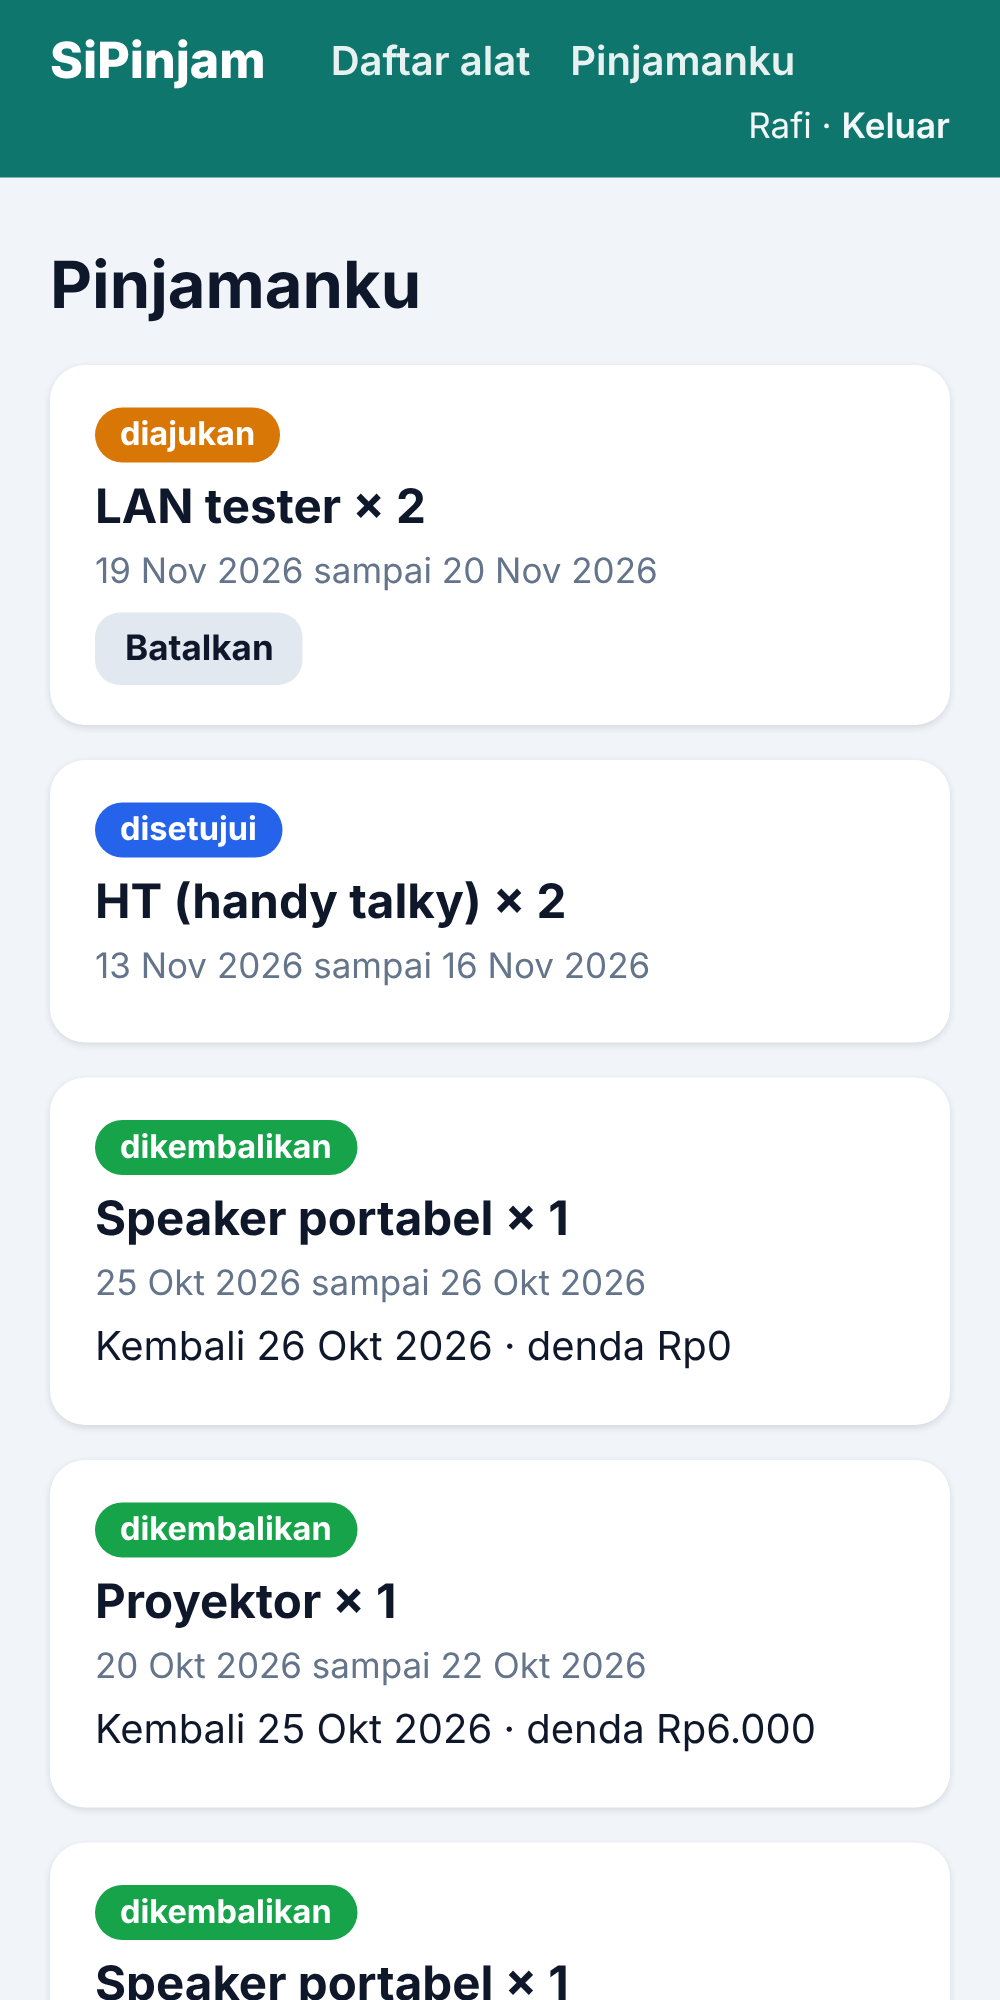 SiPinjam Daftar alat Pinjamanku
Rafi · Keluar
Pinjamanku
diajukan
LAN tester × 2
19 Nov 2026 sampai 20 Nov 2026
Batalkan
disetujui
HT (handy talky) × 2
13 Nov 2026 sampai 16 Nov 2026
dikembalikan
Speaker portabel × 1
25 Okt 2026 sampai 26 Okt 2026
Kembali 26 Okt 2026 · denda Rp0
dikembalikan
Proyektor × 1
20 Okt 2026 sampai 22 Okt 2026
Kembali 25 Okt 2026 · denda Rp6.000
dikembalikan
Speaker portabel × 1